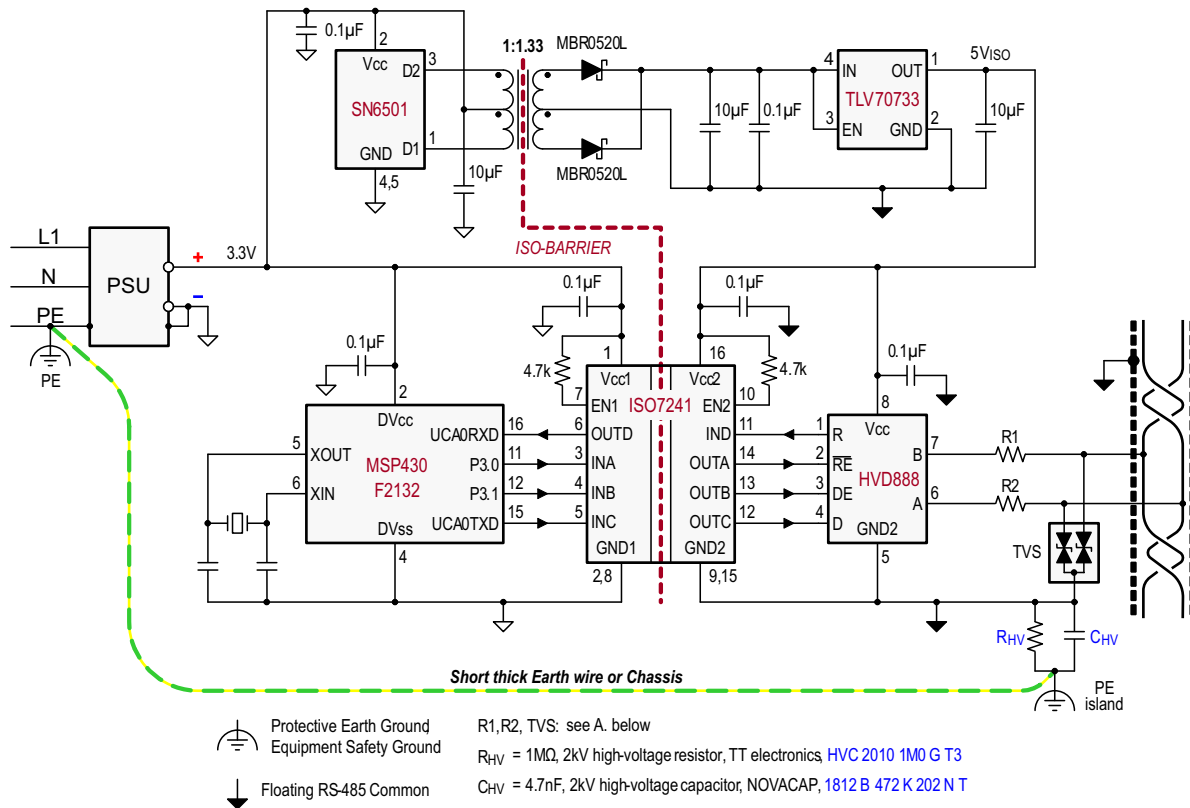 0.1µF
2
Vcc
D2
3
SN6501
D1
1
GND
4,5
10µF
1:1.33
MBR0520L
MBR0520L
10µF
0.1µF
4
IN
OUT
1
TLV70733
3
EN
GND
2
5VISO
10µF
L1
N
PE
PSU
+
−
3.3V
PE
ISO-BARRIER
0.1µF
0.1µF
0.1µF
0.1µF
4.7k
4.7k
1
16
Vcc1
Vcc2
ISO7241
7
EN1
EN2
10
6
OUTD
IND
11
3
INA
OUTA
14
4
INB
OUTB
13
5
INC
OUTC
12
GND1
GND2
2,8
9,15
2
DVcc
5
XOUT
UCA0RXD
16
MSP430
F2132
P3.0
11
6
XIN
P3.1
12
UCA0TXD
15
DVss
4
8
Vcc
1
R
B
7
2
RE
HVD888
3
DE
A
6
4
D
GND2
5
R1
R2
TVS
RHV
CHV
PE
island
Short thick Earth wire or Chassis
Protective Earth Ground,
Equipment Safety Ground
Floating RS-485 Common
R1,R2, TVS: see A. below
RHV = 1MΩ, 2kV high-voltage resistor, TT electronics, HVC 2010 1M0 G T3
CHV = 4.7nF, 2kV high-voltage capacitor, NOVACAP, 1812 B 472 K 202 N T